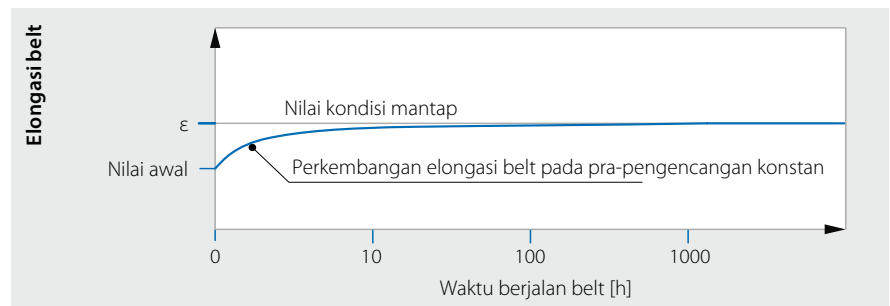 Elongasi belt
Nilai kondisi mantap
ε
Nilai awal
Perkembangan elongasi belt pada pra-pengencangan konstan
0
10
100
1000
Waktu berjalan belt [h]